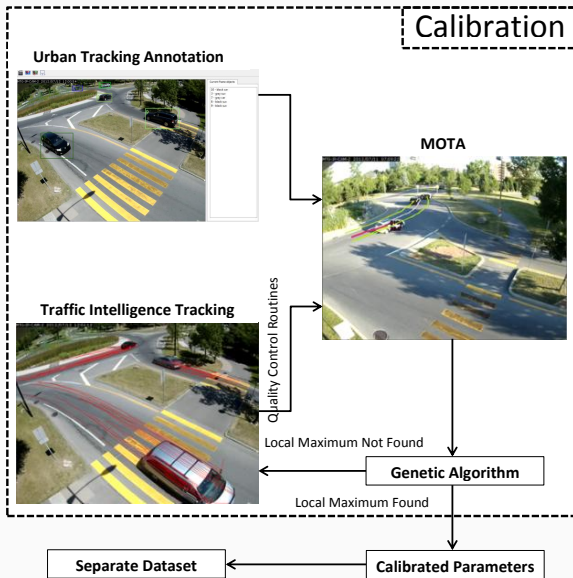 Calibration
Urban Tracking Annotation
MOTA
Traffic Intelligence Tracking
Quality Control Routines
Local Maximum Not Found
Genetic Algorithm
Local Maximum Found
Separate Dataset
Calibrated Parameters